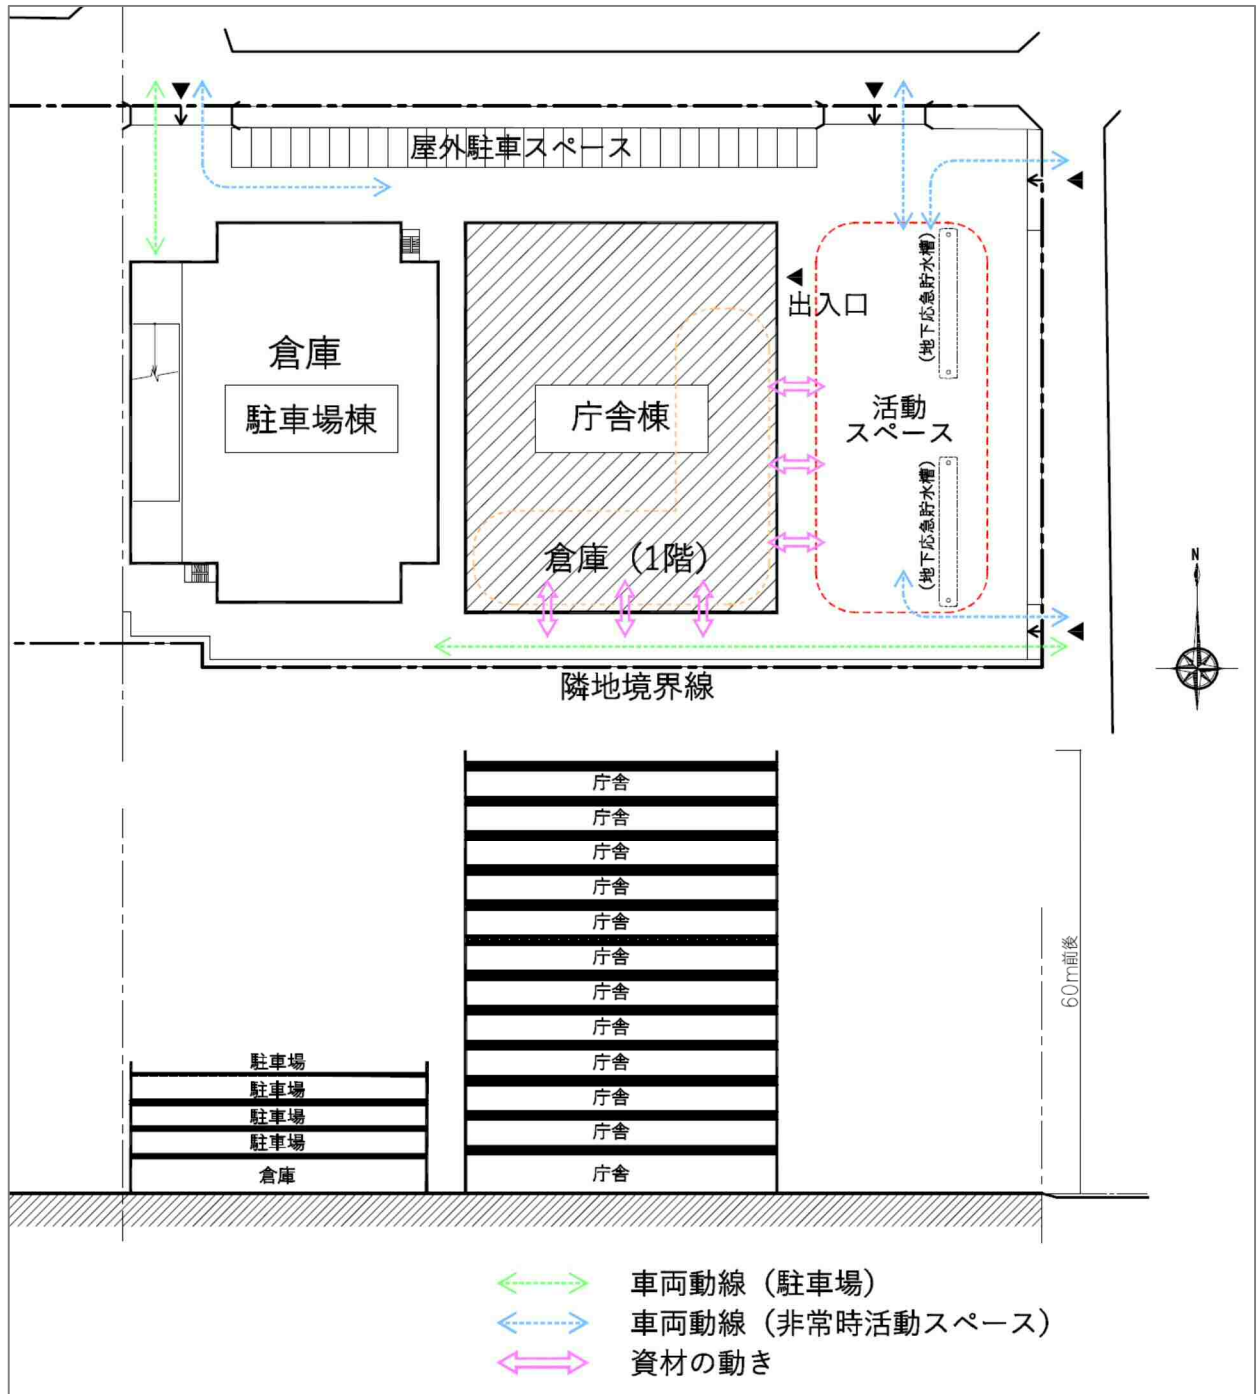 屋外駐車スペース
出入口
(地下応急貯水槽)
倉庫
駐車場棟
庁舎棟
活動
スペース
(地下応急貯水槽)
倉庫(1階)
隣地境界線
N
庁舎
庁舎
庁舎
庁舎
庁舎
庁舎
庁舎
庁舎
庁舎
庁舎
庁舎
庁舎
60m前後
駐車場
駐車場
駐車場
駐車場
倉庫
車両動線(駐車場)
車両動線(非常時活動スペース)
資材の動き